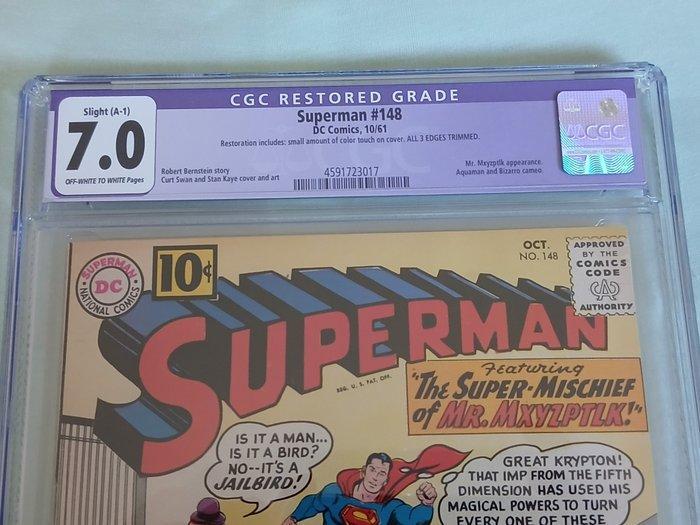 CGC RESTORED GRADE
Slight (A-1)
7.0
OFF-WHITE TO WHITE Pages
Superman #148
DC Comics, 10/61
Restoration includes: small amount of color touch on cover. ALL 3 EDGES TRIMMED.
Robert Bernstein story
Curt Swan and Stan Kaye cover and art
4591723017
Mr. Mxyzptlk appearance.
Aquaman and Bizarro cameo.
CGC
SUPERMAN
DC
NATIONAL COMICS
10¢
OCT.
NO. 148
APPROVED
BY THE
COMICS
CODE
CA
AUTHORITY
SUPERMAN
REG. U. S. PAT. OFF.
Featuring
"The SUPER-MISCHIEF
of MR. MXYZPTLK!"
IS IT A MAN...
IS IT A BIRD?
NO--IT'S A
JAILBIRD!
GREAT KRYPTON!
THAT IMP FROM THE FIFTH
DIMENSION HAS USED HIS
MAGICAL POWERS TO TURN
EVERY ONE OF THESE